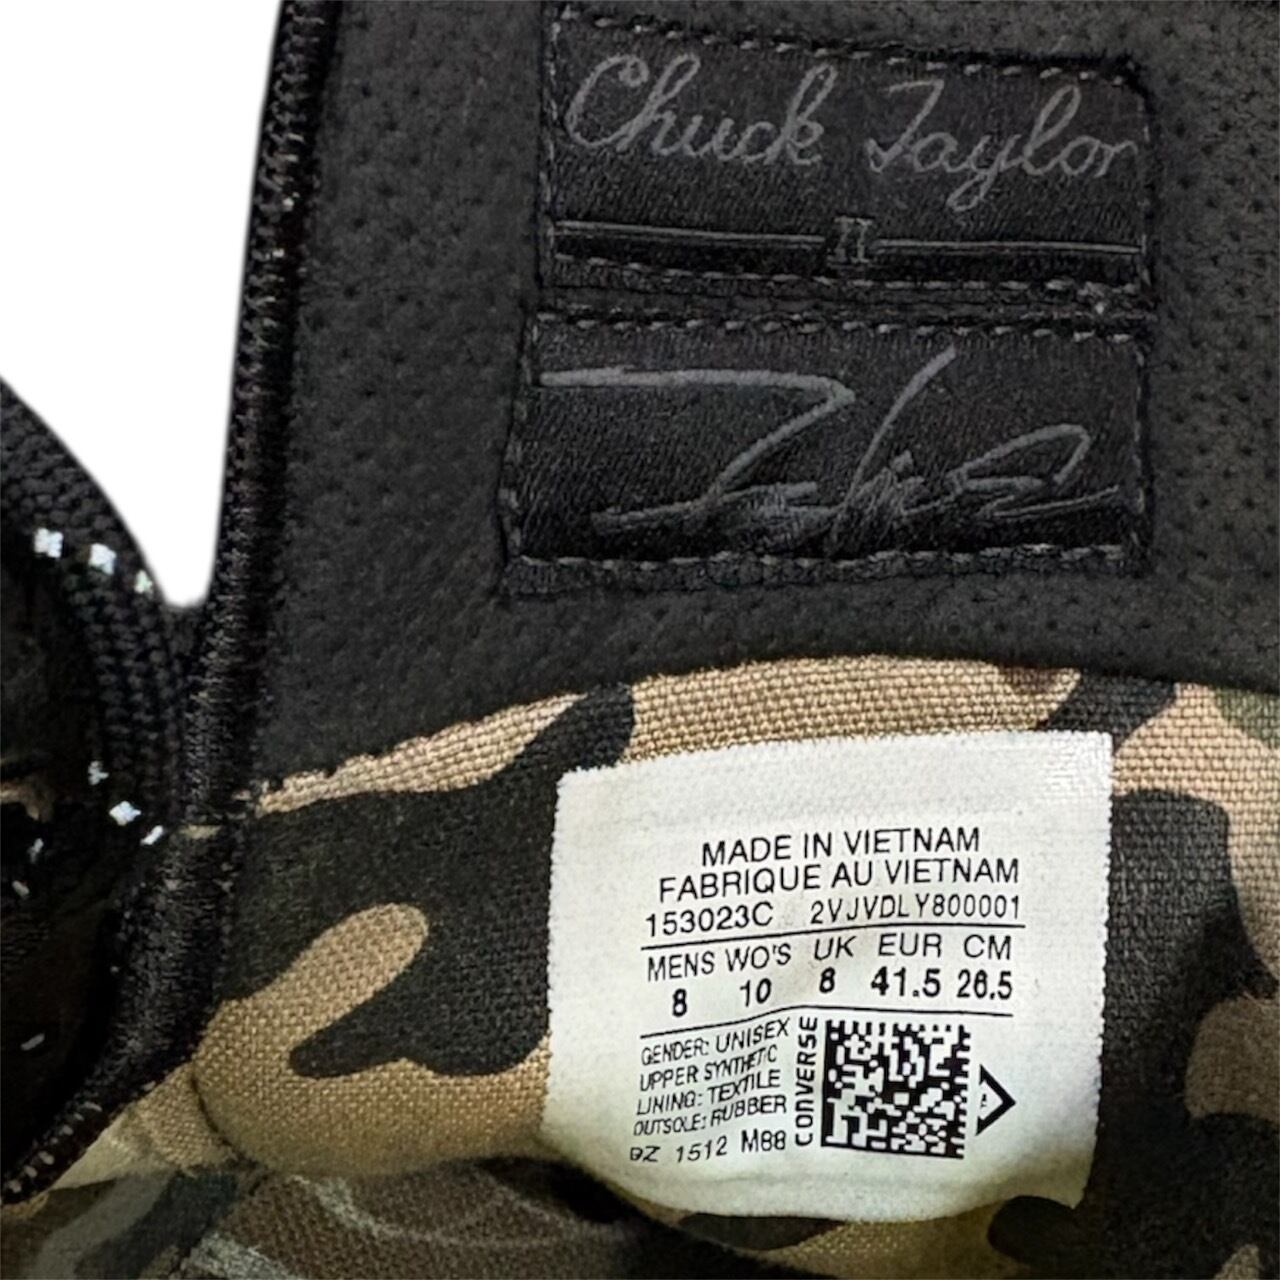 Chuck Taylor
II
MADE IN VIETNAM
FABRIQUE AU VIETNAM
153023C 2VJVDLY800001
MENS WO'S UK EUR CM
8 10 8 41.5 26.5
GENDER: UNISEX
UPPER SYNTHETIC
LINING: TEXTILE
OUTSOLE: RUBBER
DZ 1512 M88
CONVERSE